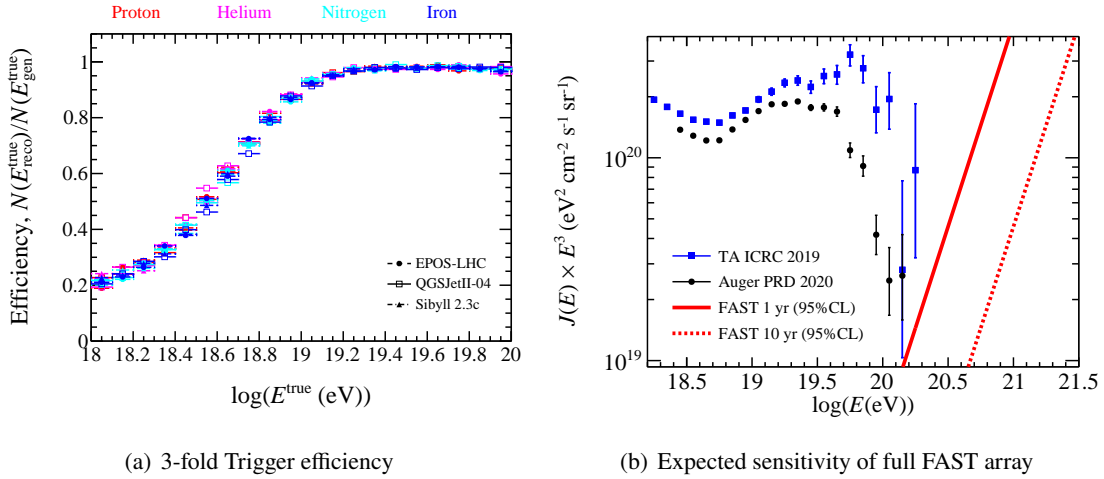 Proton Helium Nitrogen Iron
Efficiency, N(E^true_reco)/N(E^true_gen)
1
0.8
0.6
0.4
0.2
0
EPOS-LHC
QGSJetII-04
Sibyll 2.3c
18 18.2 18.4 18.6 18.8 19 19.2 19.4 19.6 19.8 20
log(E^true (eV))
(a) 3-fold Trigger efficiency
J(E) × E^3 (eV^2 cm^-2 s^-1 sr^-1)
10^20
10^19
TA ICRC 2019
Auger PRD 2020
FAST 1 yr (95%CL)
FAST 10 yr (95%CL)
18.5 19 19.5 20 20.5 21 21.5
log(E(eV))
(b) Expected sensitivity of full FAST array